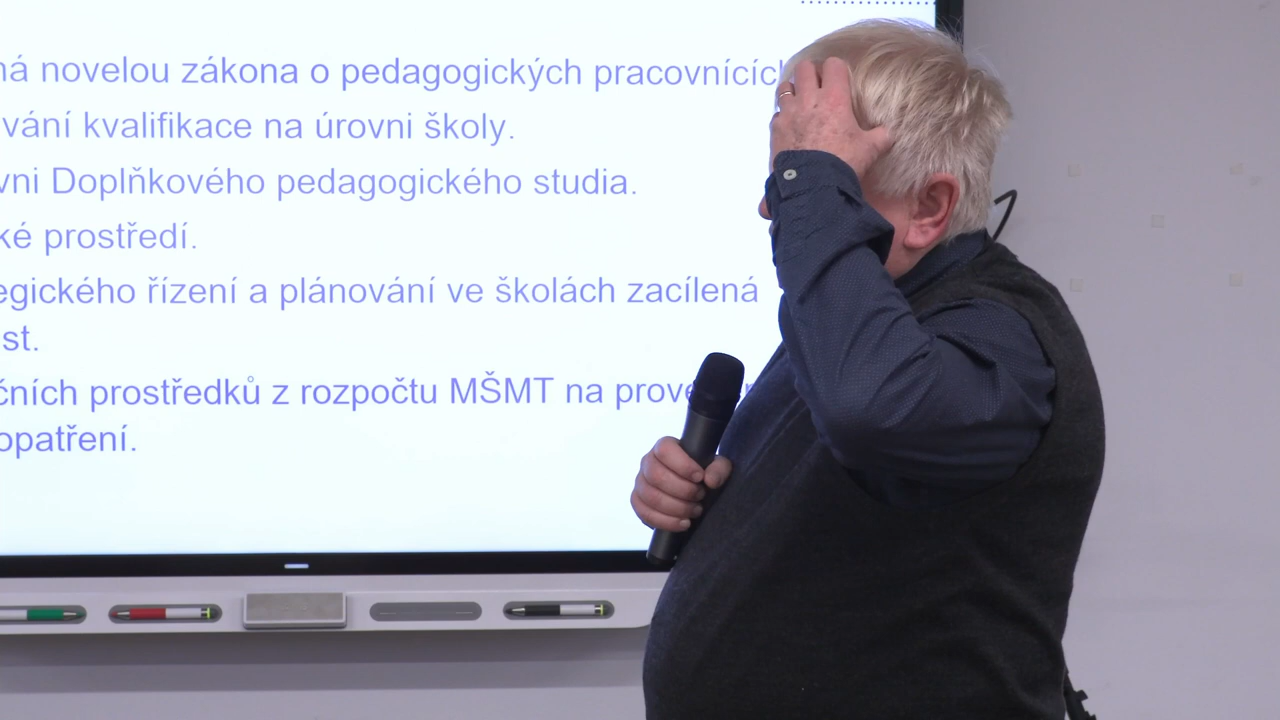 ná novelou zákona o pedagogických pracovnících
vání kvalifikace na úrovni školy.
vni Doplňkového pedagogického studia.
ké prostředí.
egického řízení a plánování ve školách zacílená
st.
čních prostředků z rozpočtu MŠMT na prove
opatření.